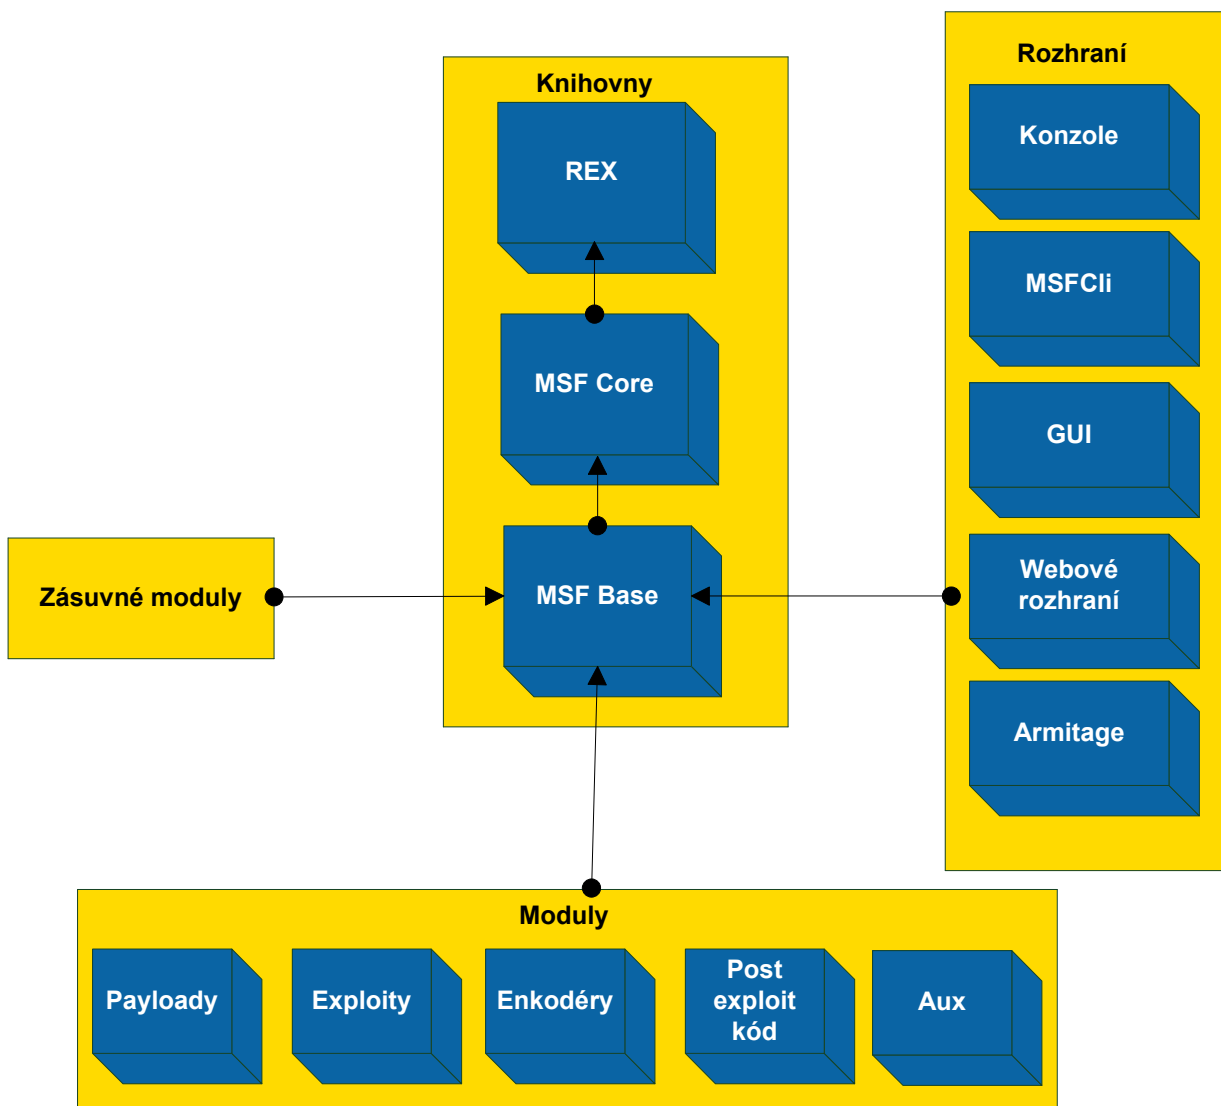 Knihovny
REX
MSF Core
MSF Base
Zásuvné moduly
Rozhraní
Konzole
MSFCli
GUI
Webové
rozhraní
Armitage
Moduly
Payloady
Exploity
Enkodéry
Post
exploit
kód
Aux